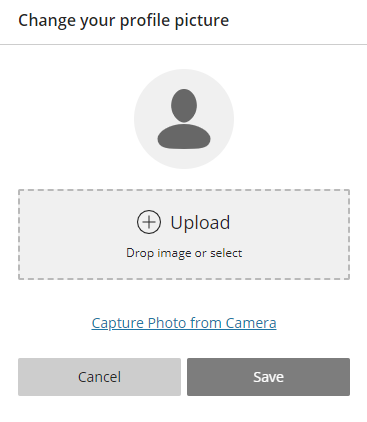 Change your profile picture
Upload
Drop image or select
Capture Photo from Camera
Cancel
Save